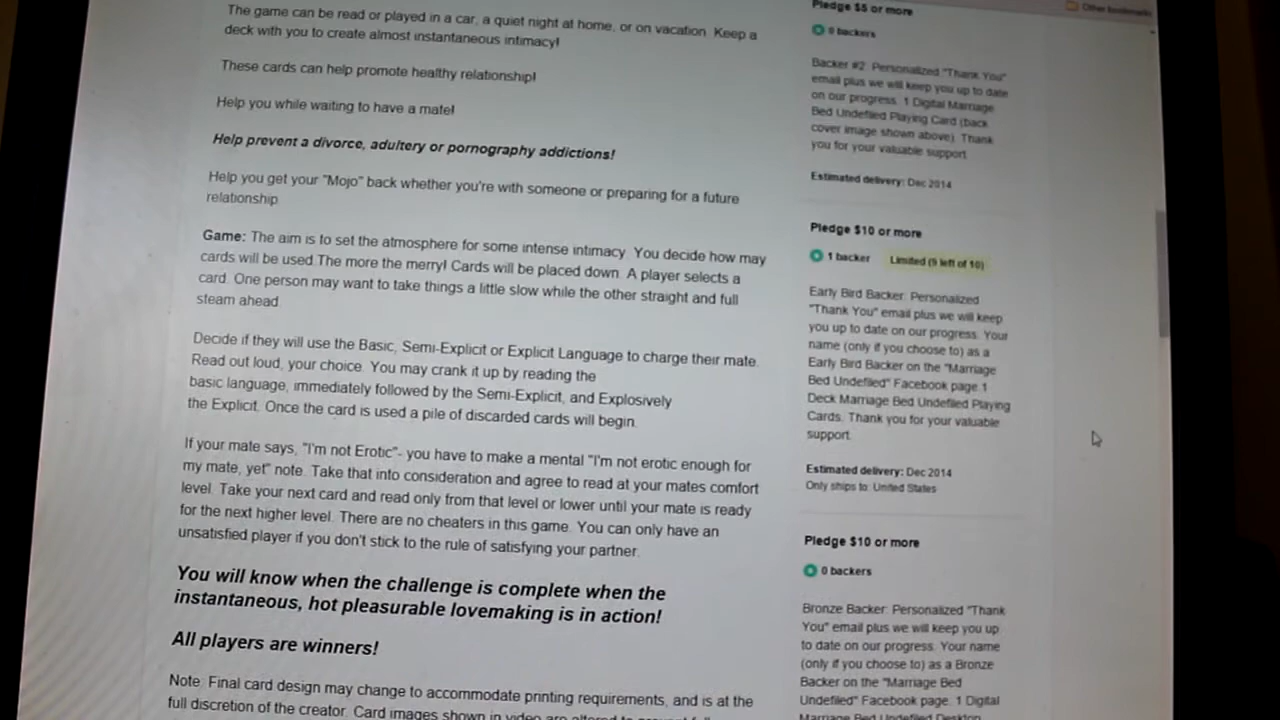 The game can be read or played in a car, a quiet night at home, or on vacation. Keep a
deck with you to create almost instantaneous intimacy!
These cards can help promote healthy relationship!
Help you while waiting to have a mate!
Help prevent a divorce, adultery or pornography addictions!
Help you get your "Mojo" back whether you're with someone or preparing for a future
relationship.
Game: The aim is to set the atmosphere for some intense intimacy. You decide how may
cards will be used.The more the merry! Cards will be placed down. A player selects a
card. One person may want to take things a little slow while the other straight and full
steam ahead.
Decide if they will use the Basic, Semi-Explicit or Explicit Language to charge their mate.
Read out loud, your choice. You may crank it up by reading the
basic language, immediately followed by the Semi-Explicit, and Explosively
the Explicit. Once the card is used a pile of discarded cards will begin.
If your mate says, "I'm not Erotic"- you have to make a mental "I'm not erotic enough for
my mate, yet" note. Take that into consideration and agree to read at your mates comfort
level. Take your next card and read only from that level or lower until your mate is ready
for the next higher level. There are no cheaters in this game. You can only have an
unsatisfied player if you don't stick to the rule of satisfying your partner.
You will know when the challenge is complete when the
instantaneous, hot pleasurable lovemaking is in action!
All players are winners!
Note: Final card design may change to accommodate printing requirements, and is at the
full discretion of the creator. Card images shown in video are altered to prevent full
Other bookmarks
Pledge $5 or more
0 backers
Backer #2: Personalized "Thank You"
email plus we will keep you up to date
on our progress. 1 Digital Marriage
Bed Undefiled Playing Card (back
cover image shown above). Thank
you for your valuable support.
Estimated delivery: Dec 2014
Pledge $10 or more
1 backer Limited (9 left of 10)
Early Bird Backer: Personalized
"Thank You" email plus we will keep
you up to date on our progress. Your
name (only if you choose to) as a
Early Bird Backer on the "Marriage
Bed Undefiled" Facebook page.1
Deck Marriage Bed Undefiled Playing
Cards. Thank you for your valuable
support.
Estimated delivery: Dec 2014
Only ships to: United States
Pledge $10 or more
0 backers
Bronze Backer: Personalized "Thank
You" email plus we will keep you up
to date on our progress. Your name
(only if you choose to) as a Bronze
Backer on the "Marriage Bed
Undefiled" Facebook page. 1 Digital
Marriage Bed Undefiled Desktop